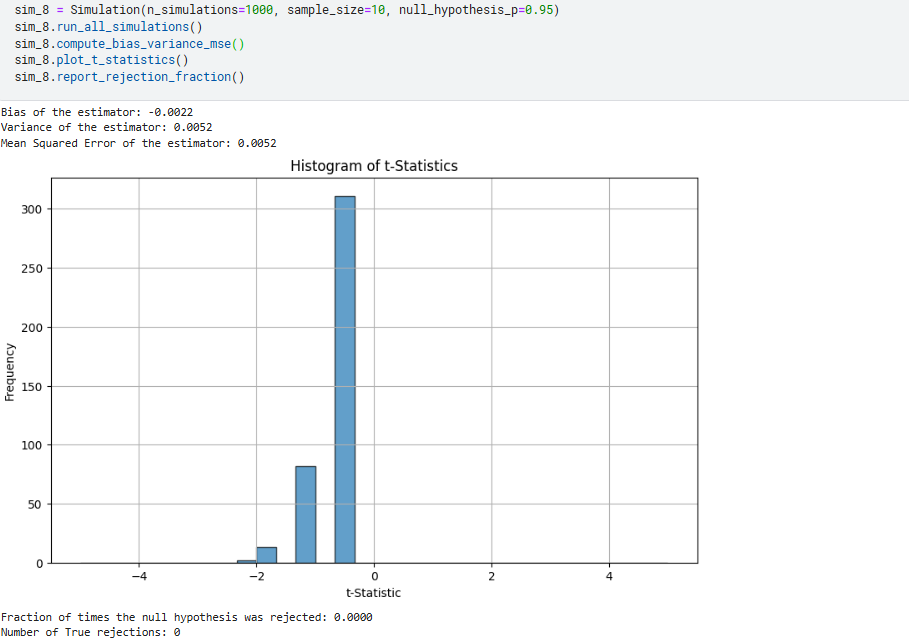 sim_8 = Simulation(n_simulations=1000, sample_size=10, null_hypothesis_p=0.95)
sim_8.run_all_simulations()
sim_8.compute_bias_variance_mse()
sim_8.plot_t_statistics()
sim_8.report_rejection_fraction()
Bias of the estimator: -0.0022
Variance of the estimator: 0.0052
Mean Squared Error of the estimator: 0.0052
Histogram of t-Statistics
300
250
200
150
100
50
0
Frequency
−4
−2
0
2
4
t-Statistic
Fraction of times the null hypothesis was rejected: 0.0000
Number of True rejections: 0